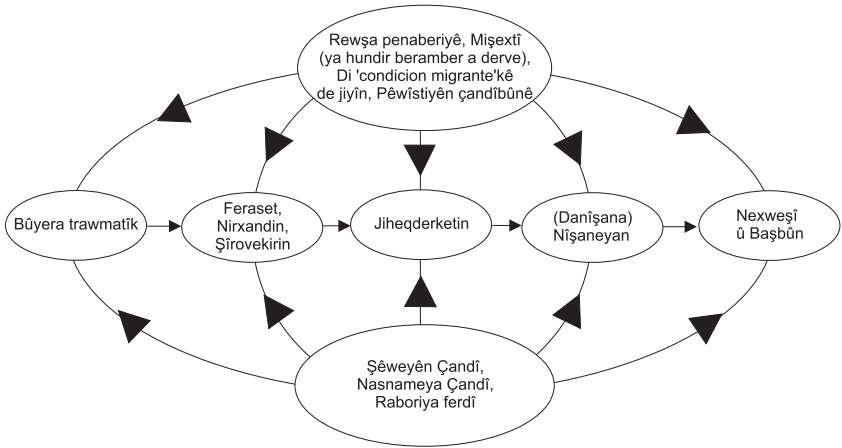 Rewşa penaberiyê, Mişextî
(ya hundir beramber a derve),
Di 'condicion migrante'kê
de jiyîn, Pêwîstiyên çandîbûnê
Bûyera trawmatîk
Feraset,
Nirxandin,
Şîrovekirin
Jiheqderketin
(Danîşana)
Nîşaneyan
Nexweşî
û Başbûn
Şêweyên Çandî,
Nasnameya Çandî,
Raboriya ferdî